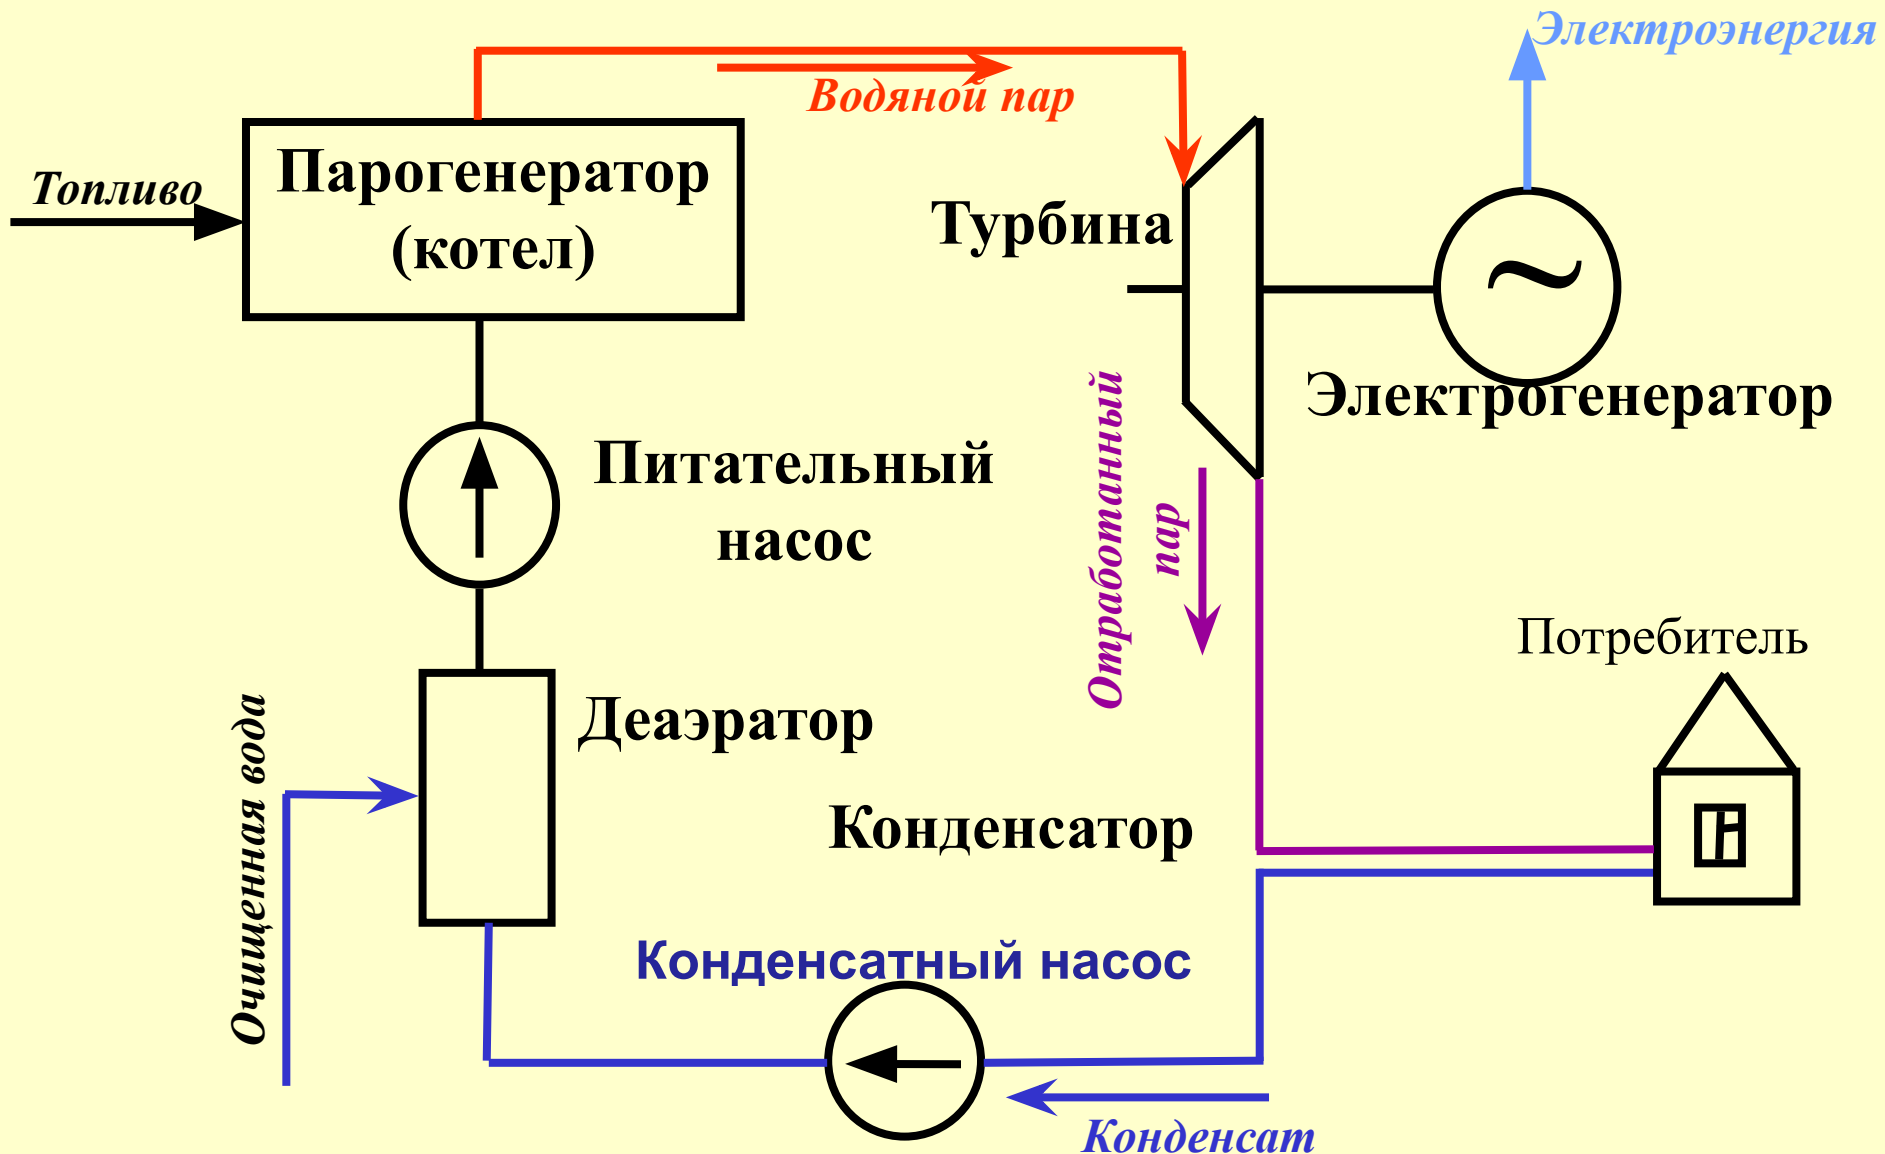 Электроэнергия
Водяной пар
Топливо
Парогенератор
(котел)
Турбина
~
Электрогенератор
Питательный
насос
Отработанный
пар
Потребитель
Деаэратор
Очищенная вода
Конденсатор
Конденсатный насос
Конденсат